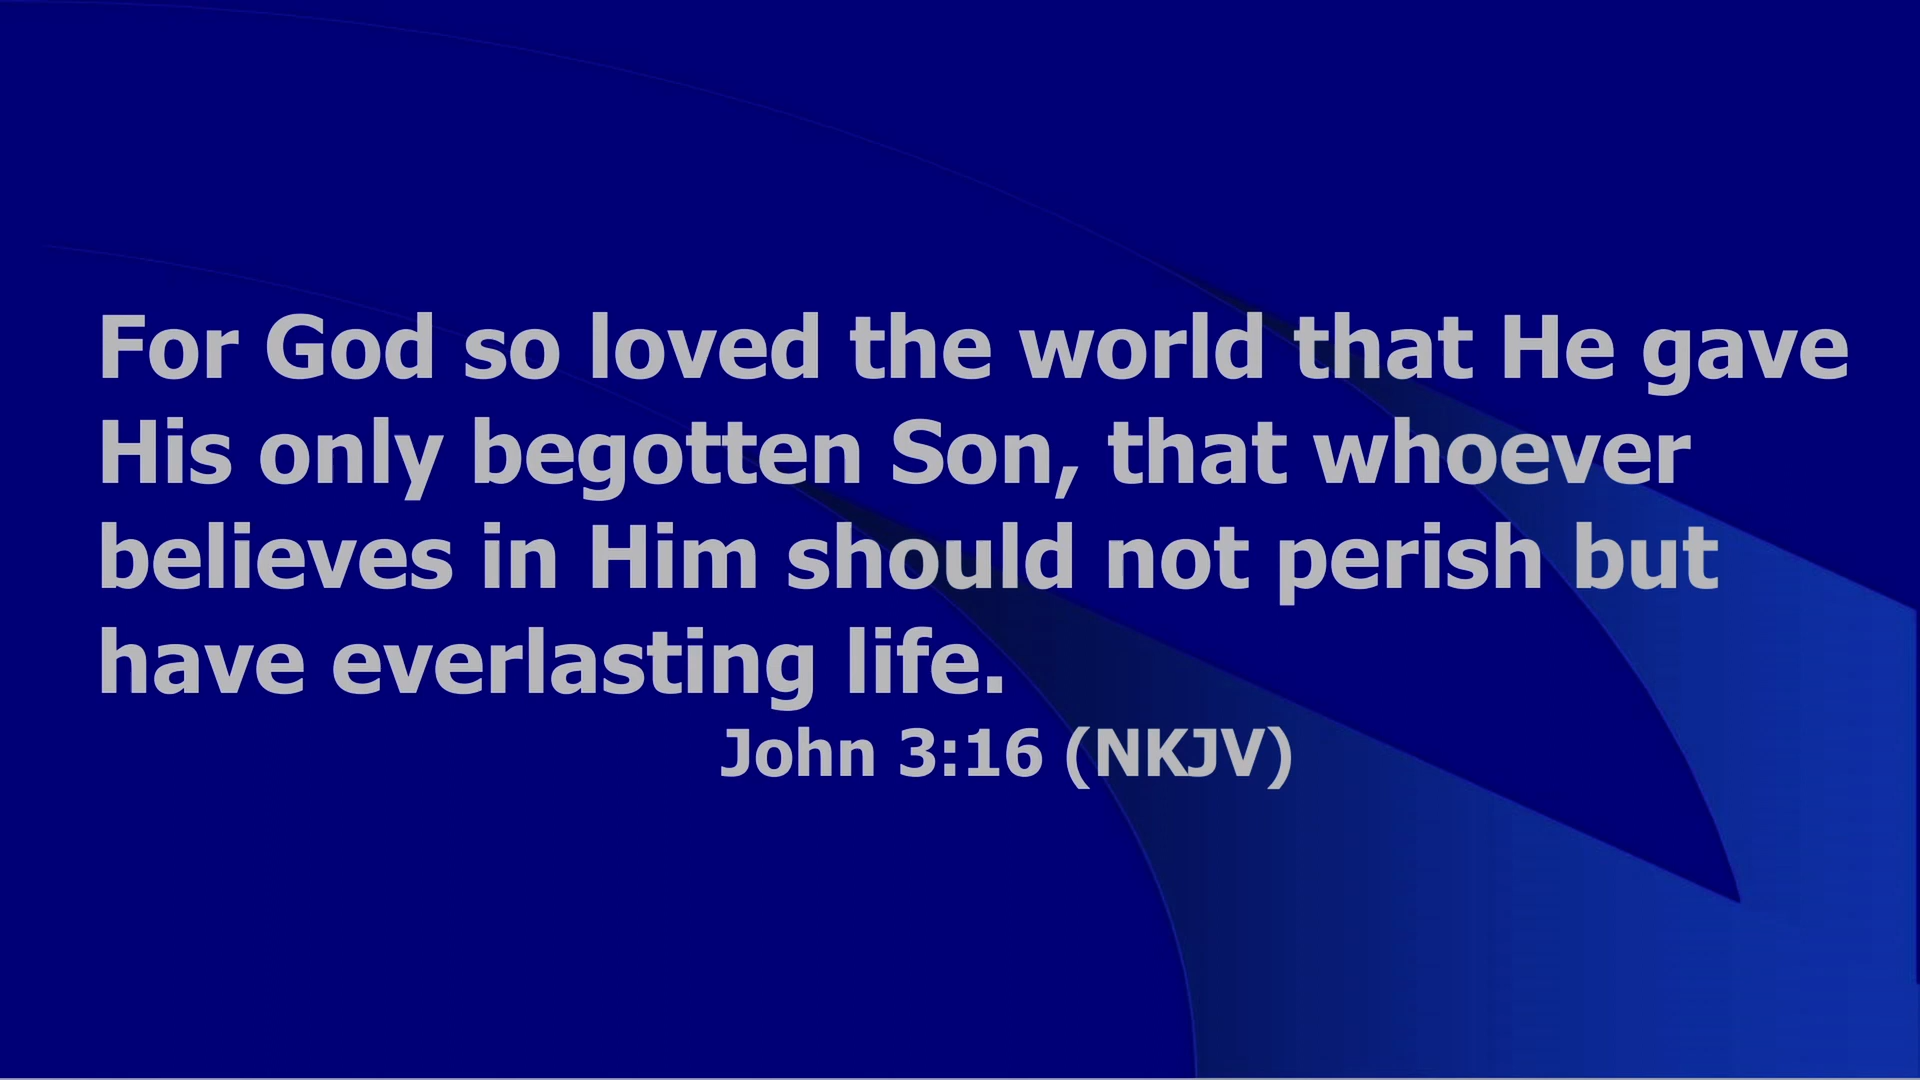 For God so loved the world that He gave
His only begotten Son, that whoever
believes in Him should not perish but
have everlasting life.
John 3:16 (NKJV)